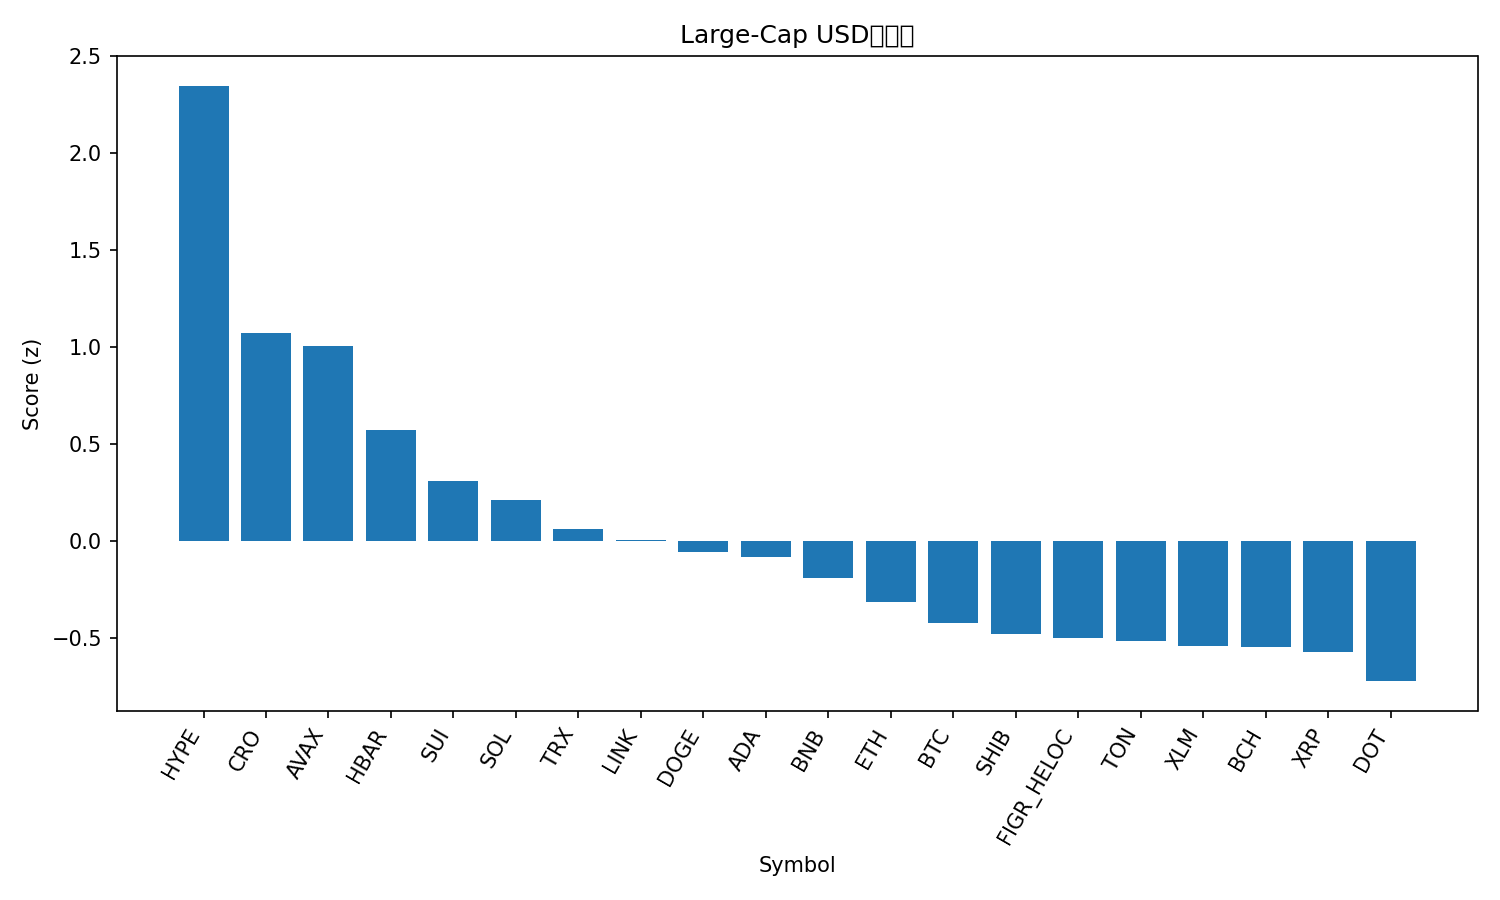 Large-Cap USD
Score (z)
2.5
2.0
1.5
1.0
0.5
0.0
−0.5
HYPE
CRO
AVAX
HBAR
SUI
SOL
TRX
LINK
DOGE
ADA
BNB
ETH
BTC
SHIB
FIGR_HELOC
TON
XLM
BCH
XRP
DOT
Symbol